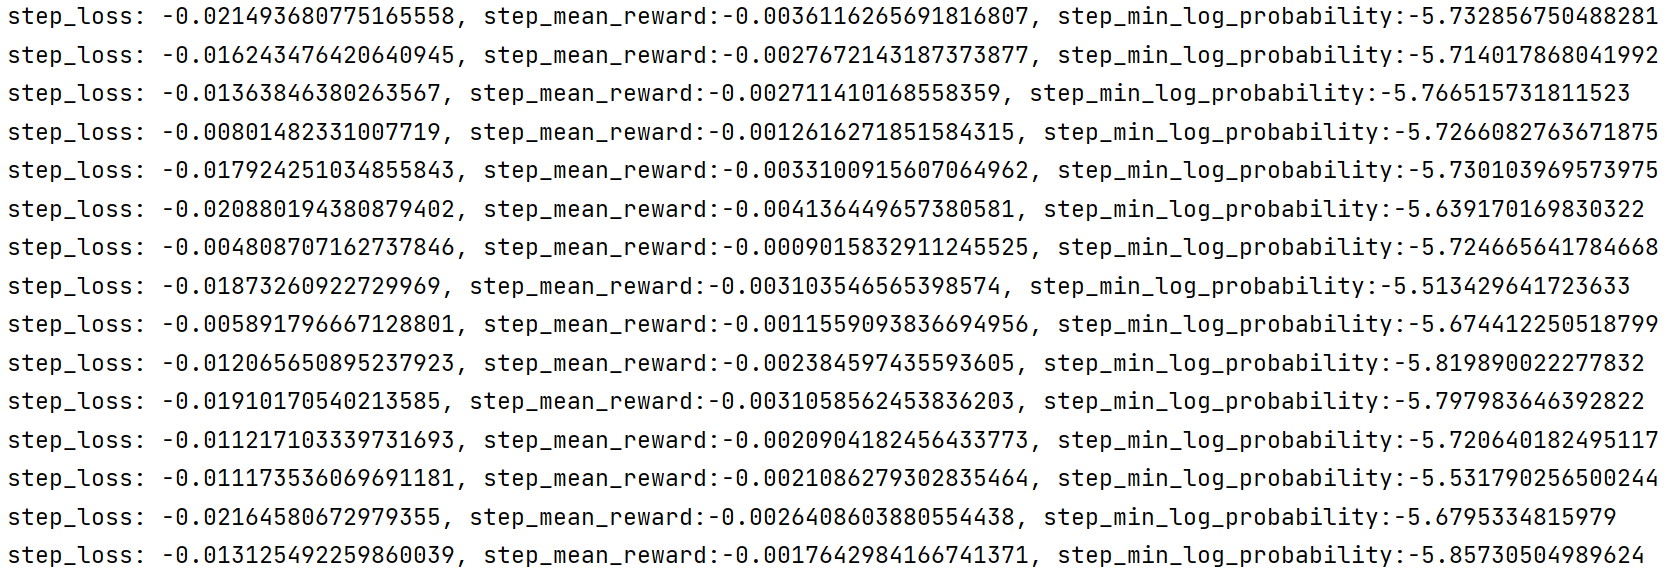 step_loss: -0.021493680775165558, step_mean_reward:-0.0036116265691816807, step_min_log_probability:-5.732856750488281
step_loss: -0.016243476420640945, step_mean_reward:-0.0027672143187373877, step_min_log_probability:-5.714017868041992
step_loss: -0.01363846380263567, step_mean_reward:-0.002711410168558359, step_min_log_probability:-5.766515731811523
step_loss: -0.00801482331007719, step_mean_reward:-0.0012616271851584315, step_min_log_probability:-5.7266082763671875
step_loss: -0.017924251034855843, step_mean_reward:-0.0033100915607064962, step_min_log_probability:-5.730103969573975
step_loss: -0.020880194380879402, step_mean_reward:-0.004136449657380581, step_min_log_probability:-5.639170169830322
step_loss: -0.004808707162737846, step_mean_reward:-0.0009015832911245525, step_min_log_probability:-5.724665641784668
step_loss: -0.01873260922729969, step_mean_reward:-0.003103546565398574, step_min_log_probability:-5.513429641723633
step_loss: -0.005891796667128801, step_mean_reward:-0.0011559093836694956, step_min_log_probability:-5.674412250518799
step_loss: -0.012065650895237923, step_mean_reward:-0.002384597435593605, step_min_log_probability:-5.819890022277832
step_loss: -0.01910170540213585, step_mean_reward:-0.0031058562453836203, step_min_log_probability:-5.797983646392822
step_loss: -0.011217103339731693, step_mean_reward:-0.0020904182456433773, step_min_log_probability:-5.720640182495117
step_loss: -0.011173536069691181, step_mean_reward:-0.0021086279302835464, step_min_log_probability:-5.531790256500244
step_loss: -0.02164580672979355, step_mean_reward:-0.0026408603880554438, step_min_log_probability:-5.6795334815979
step_loss: -0.013125492259860039, step_mean_reward:-0.0017642984166741371, step_min_log_probability:-5.85730504989624